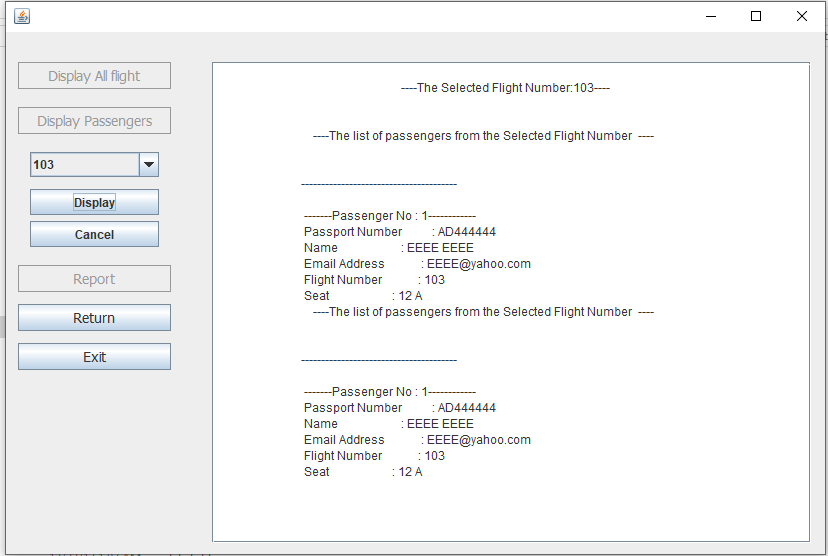 Display All flight
Display Passengers
103
Display
Cancel
Report
Return
Exit
----The Selected Flight Number:103----
----The list of passengers from the Selected Flight Number ----
---------------------------------------
-------Passenger No : 1------------
Passport Number : AD444444
Name : EEEE EEEE
Email Address : EEEE@yahoo.com
Flight Number : 103
Seat : 12 A
----The list of passengers from the Selected Flight Number ----
---------------------------------------
-------Passenger No : 1------------
Passport Number : AD444444
Name : EEEE EEEE
Email Address : EEEE@yahoo.com
Flight Number : 103
Seat : 12 A